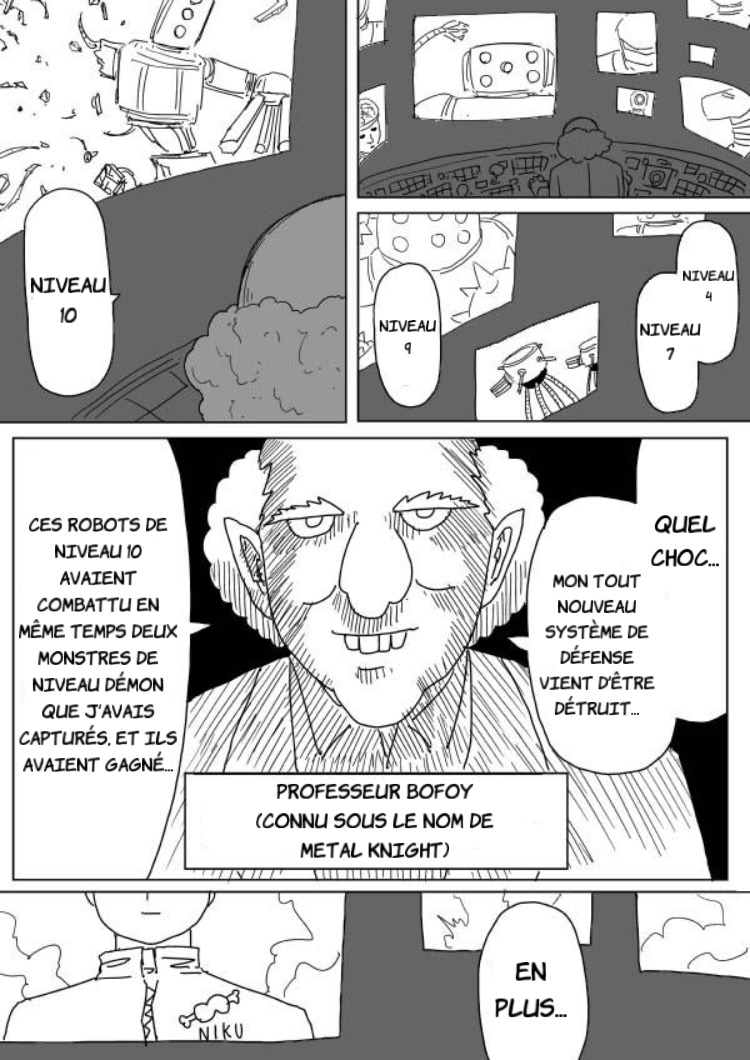 NIVEAU
4
NIVEAU
7
NIVEAU
9
NIVEAU
10
QUEL
CHOC...
MON TOUT
NOUVEAU
SYSTÈME DE
DÉFENSE
VIENT D'ÊTRE
DÉTRUIT...
CES ROBOTS DE
NIVEAU 10
AVAIENT
COMBATTU EN
MÊME TEMPS DEUX
MONSTRES DE
NIVEAU DÉMON
QUE J'AVAIS
CAPTURÉS, ET ILS
AVAIENT GAGNÉ...
PROFESSEUR BOFOY
(CONNU SOUS LE NOM DE
METAL KNIGHT)
EN
PLUS...
NIKU